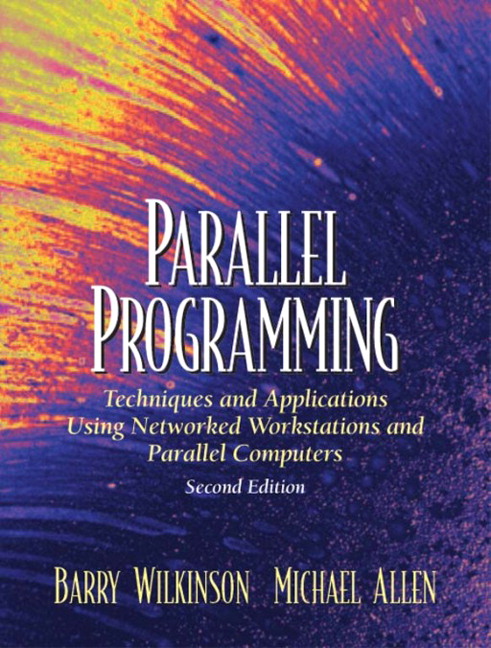 PARALLEL
PROGRAMMING
Techniques and Applications
Using Networked Workstations and
Parallel Computers
Second Edition
BARRY WILKINSON MICHAEL ALLEN